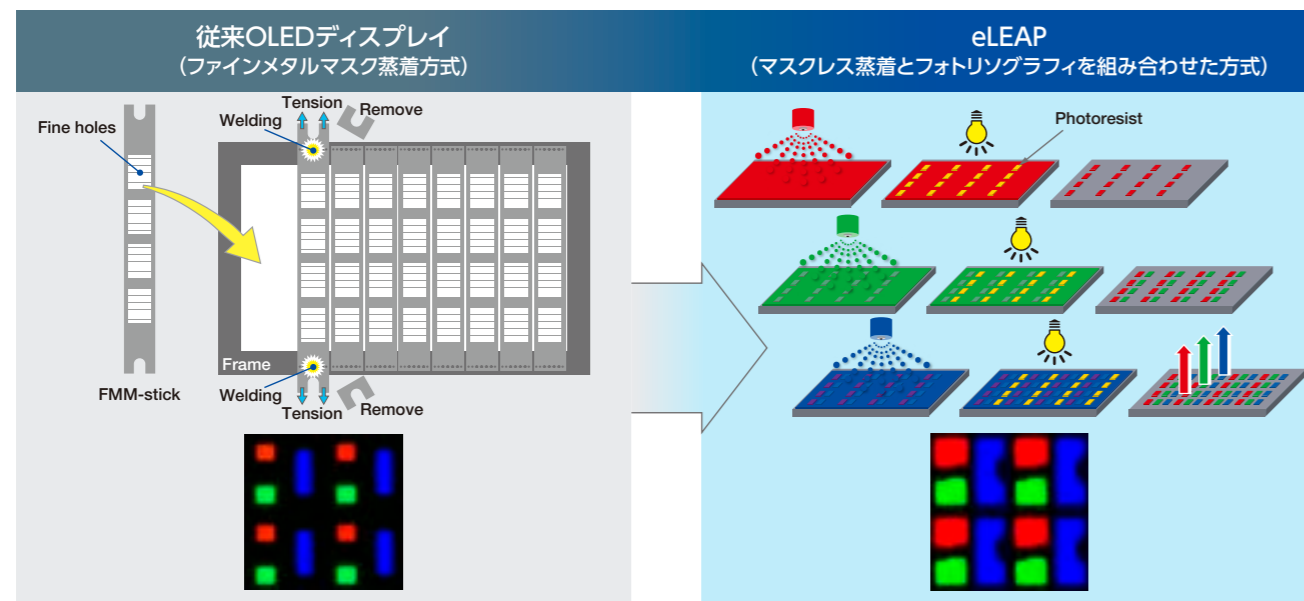 従来OLEDディスプレイ
（ファインメタルマスク蒸着方式）
Fine holes
FMM-stick
Tension
Remove
Welding
Frame
Welding
Tension
Remove
eLEAP
（マスクレス蒸着とフォトリソグラフィを組み合わせた方式）
Photoresist